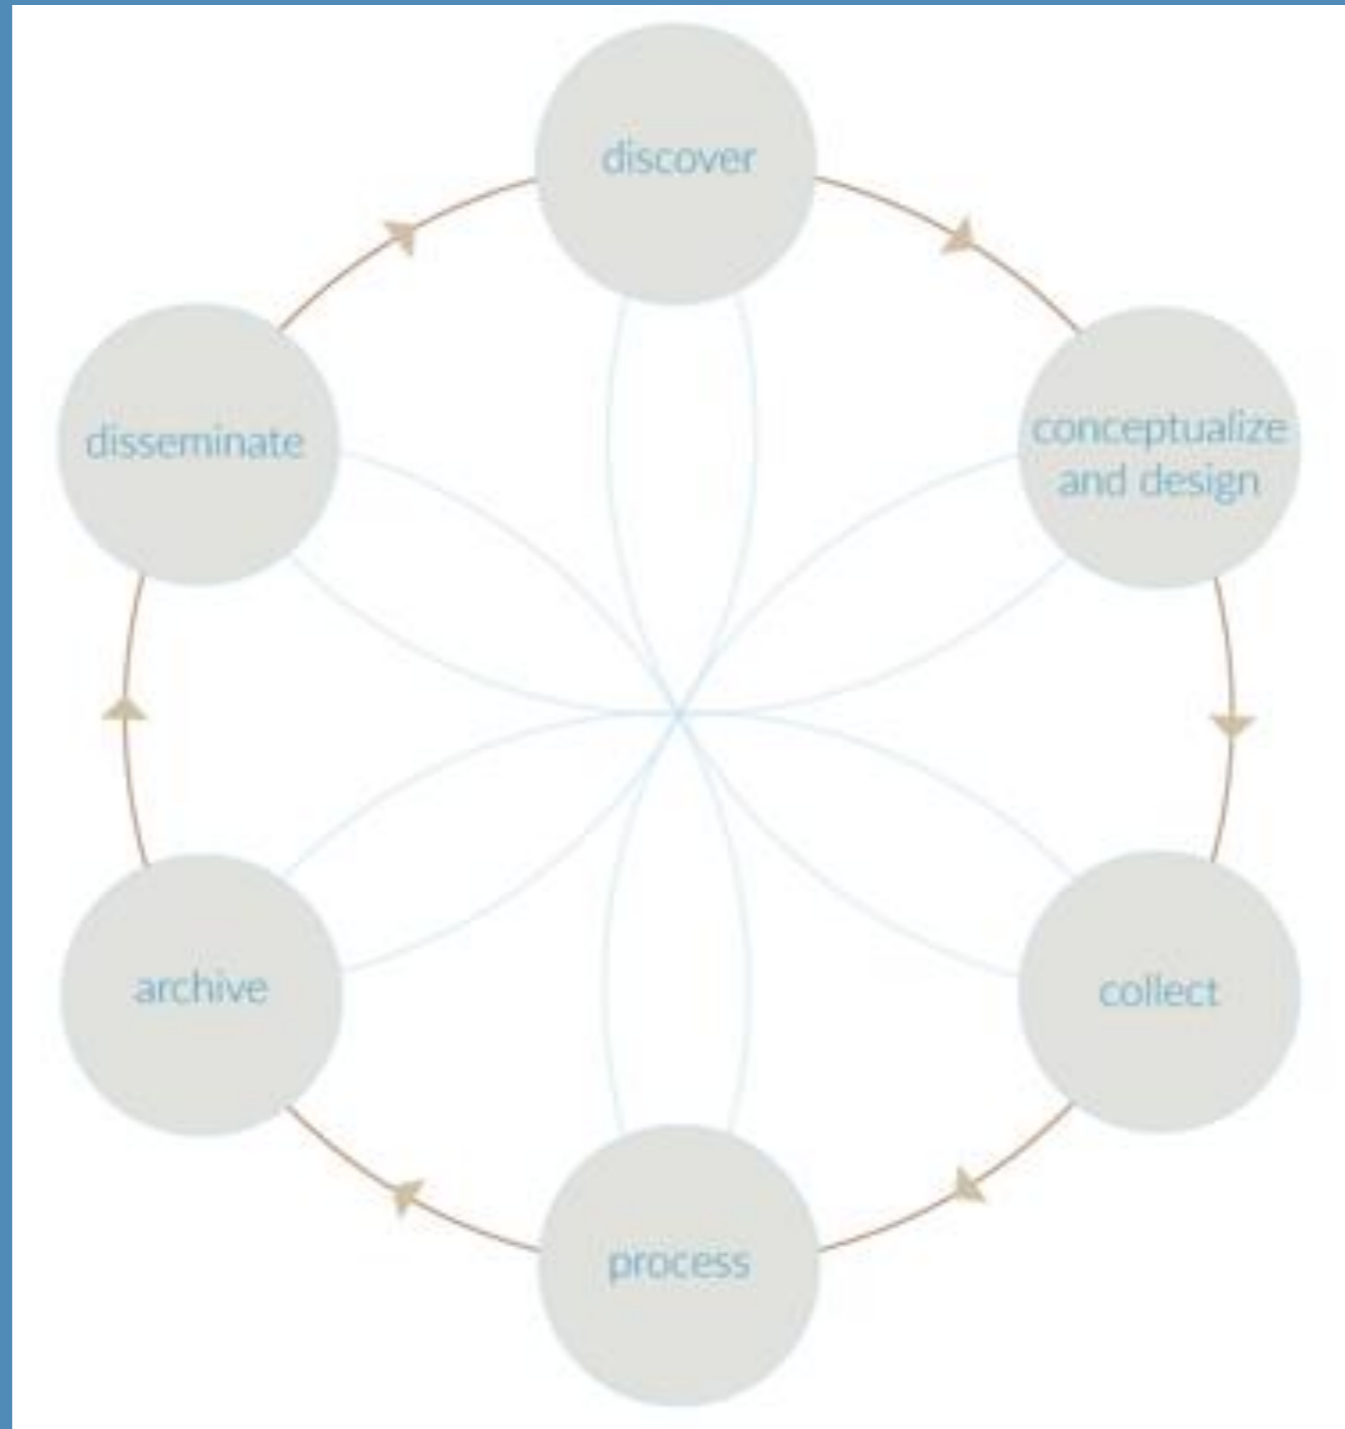 discover
conceptualize
and design
collect
process
archive
disseminate